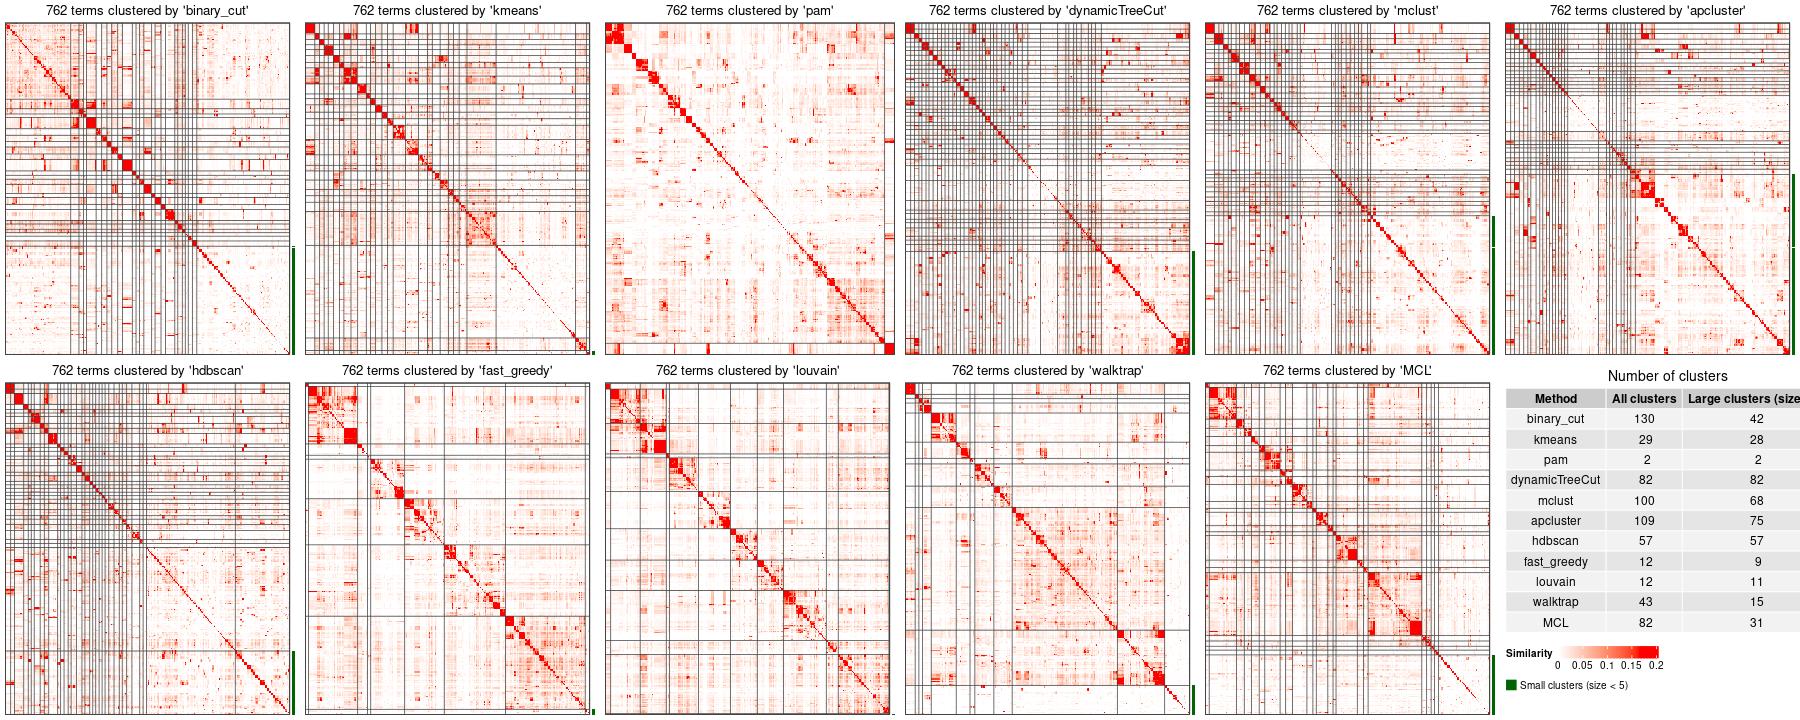 762 terms clustered by 'binary_cut'
762 terms clustered by 'kmeans'
762 terms clustered by 'pam'
762 terms clustered by 'dynamicTreeCut'
762 terms clustered by 'mclust'
762 terms clustered by 'apcluster'
762 terms clustered by 'hdbscan'
762 terms clustered by 'fast_greedy'
762 terms clustered by 'louvain'
762 terms clustered by 'walktrap'
762 terms clustered by 'MCL'
Number of clusters
Method All clusters Large clusters (size
binary_cut 130 42
kmeans 29 28
pam 2 2
dynamicTreeCut 82 82
mclust 100 68
apcluster 109 75
hdbscan 57 57
fast_greedy 12 9
louvain 12 11
walktrap 43 15
MCL 82 31
Similarity
0 0.05 0.1 0.15 0.2
Small clusters (size < 5)